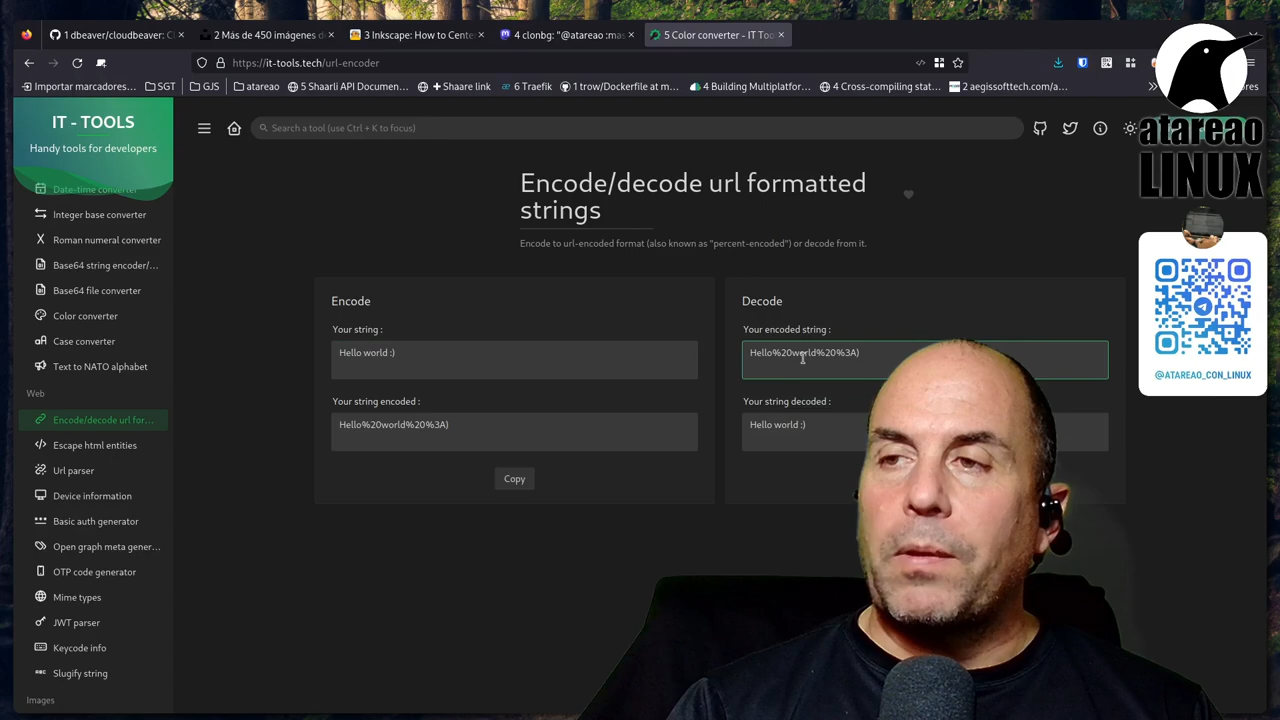 1 dbeaver/cloudbeaver: Cl
2 Más de 450 imágenes d
3 Inkscape: How to Cente
4 clonbg: "@atareao :mas
5 Color converter - IT Too
https://it-tools.tech/url-encoder
Importar marcadores...
SGT
GJS
atareao
5 Shaarli API Documen...
Shaare link
6 Traefik
1 trow/Dockerfile at m...
4 Building Multiplatfor...
4 Cross-compiling stat...
2 aegissofttech.com/a...
ores
IT - TOOLS
Handy tools for developers
Search a tool (use Ctrl + K to focus)
Date-time converter
Integer base converter
Roman numeral converter
Base64 string encoder/...
Base64 file converter
Color converter
Case converter
Text to NATO alphabet
Web
Encode/decode url for...
Escape html entities
Url parser
Device information
Basic auth generator
Open graph meta gener...
OTP code generator
Mime types
JWT parser
Keycode info
Slugify string
Images
Encode/decode url formatted
strings
Encode to url-encoded format (also known as "percent-encoded") or decode from it.
Encode
Your string :
Hello world :)
Your string encoded :
Hello%20world%20%3A)
Copy
Decode
Your encoded string :
Hello%20world%20%3A)
Your string decoded :
Hello world :)
atareao
LINUX
@ATAREAO_CON_LINUX